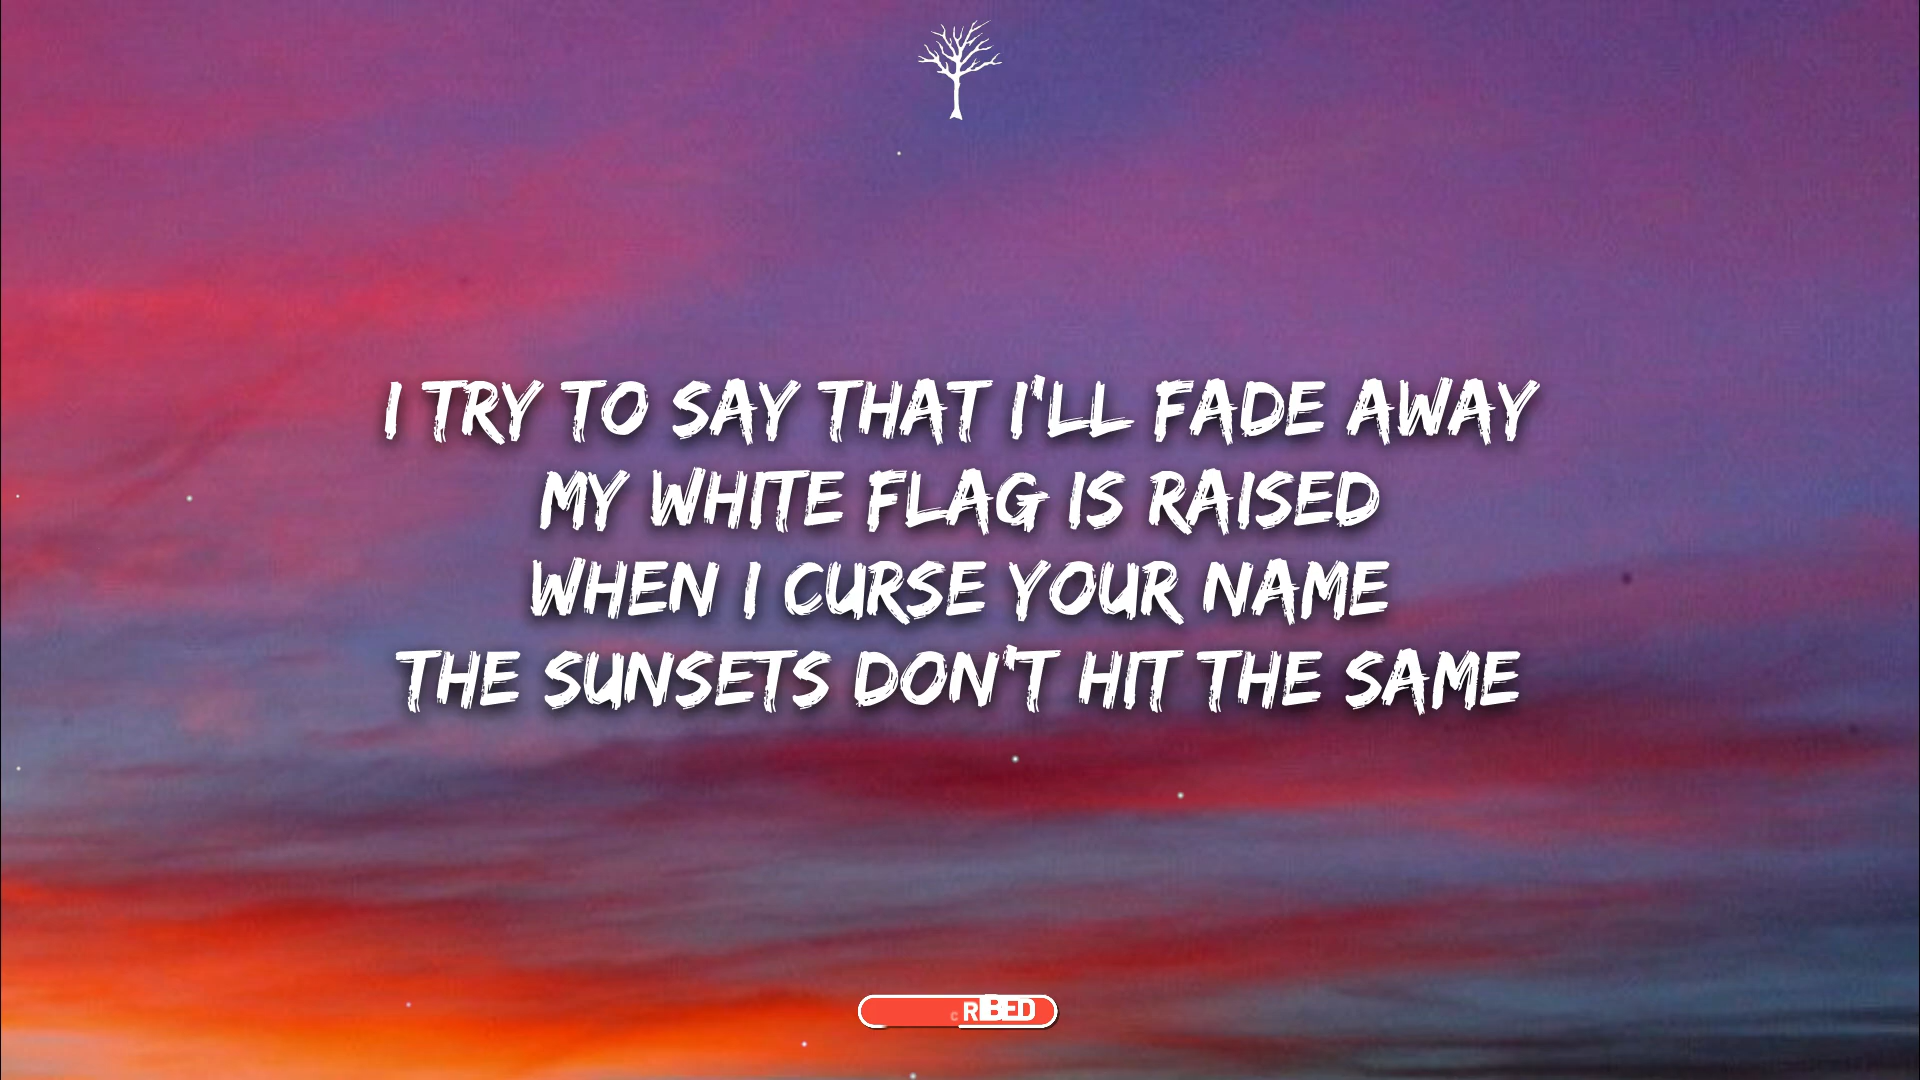 I TRY TO SAY THAT I'LL FADE AWAY
MY WHITE FLAG IS RAISED
WHEN I CURSE YOUR NAME
THE SUNSETS DON'T HIT THE SAME